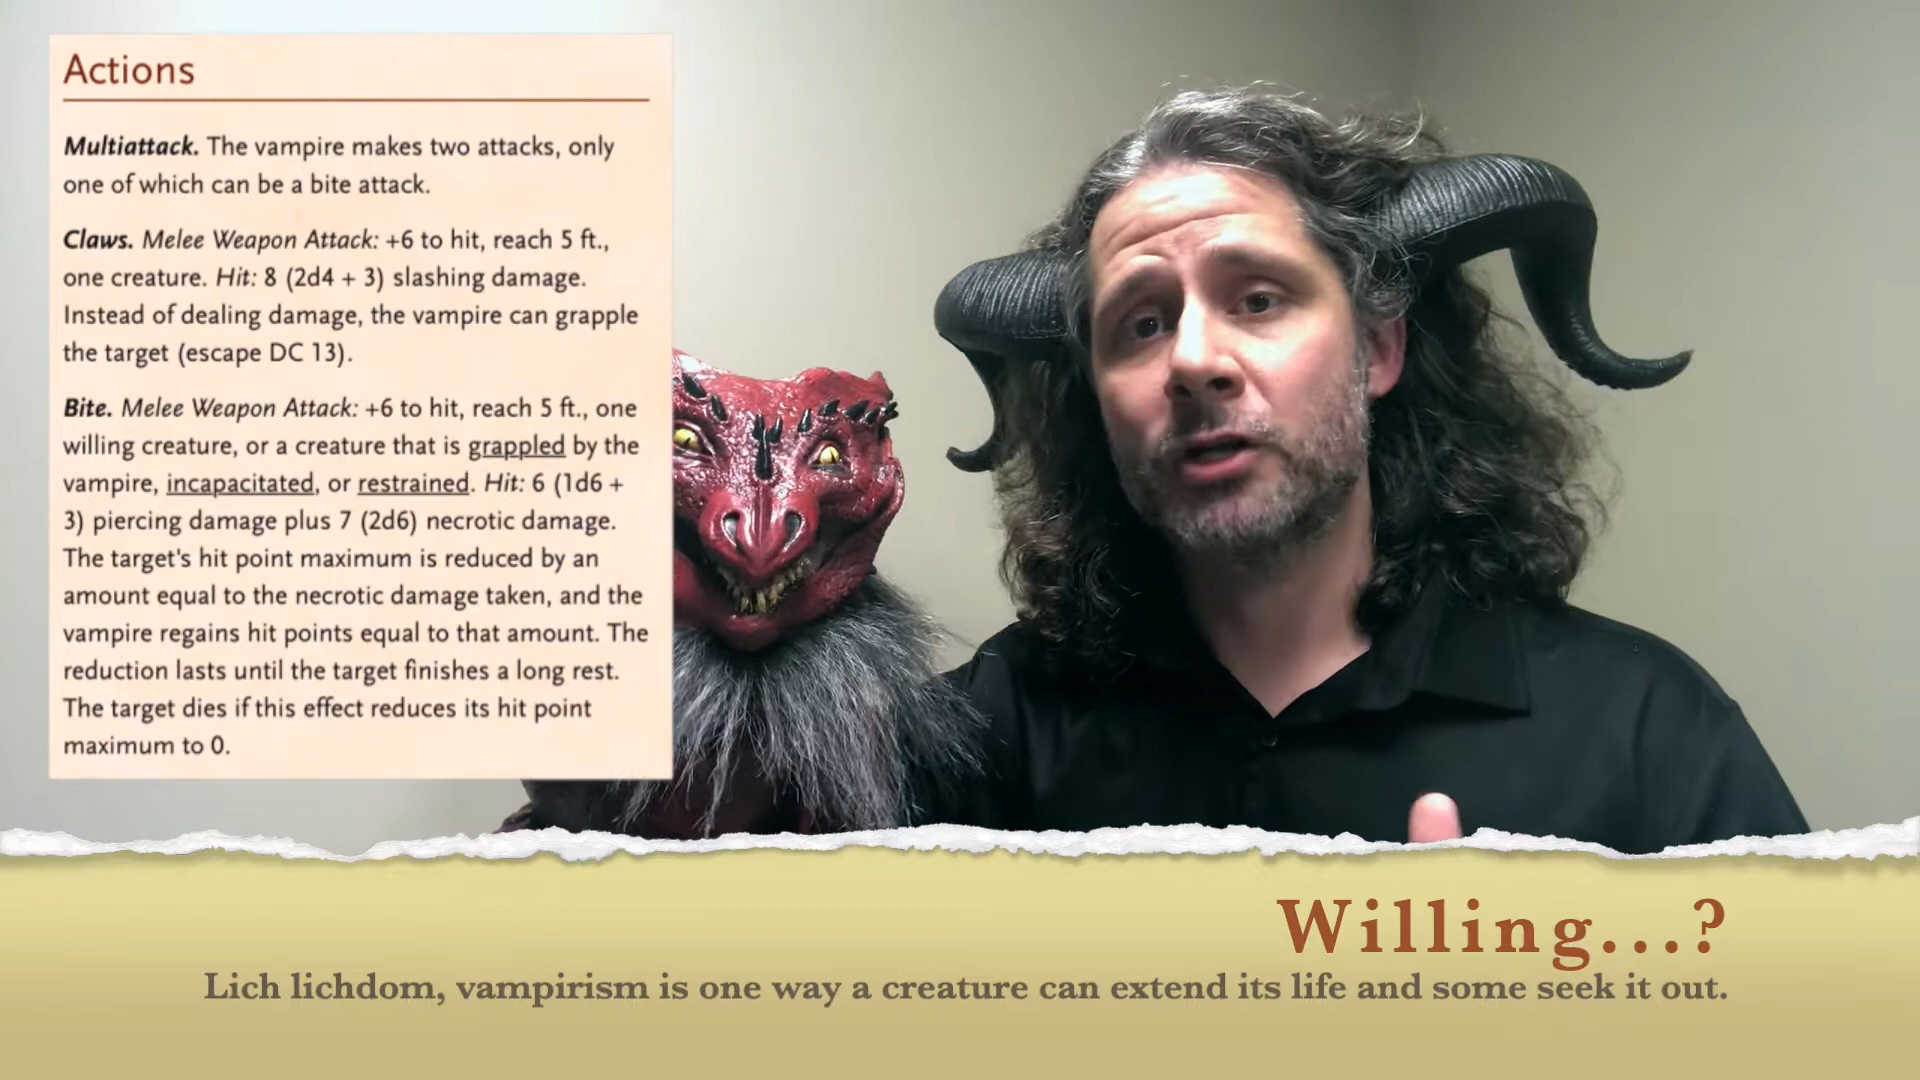 Actions
Multiattack. The vampire makes two attacks, only
one of which can be a bite attack.
Claws. Melee Weapon Attack: +6 to hit, reach 5 ft.,
one creature. Hit: 8 (2d4 + 3) slashing damage.
Instead of dealing damage, the vampire can grapple
the target (escape DC 13).
Bite. Melee Weapon Attack: +6 to hit, reach 5 ft., one
willing creature, or a creature that is grappled by the
vampire, incapacitated, or restrained. Hit: 6 (1d6 +
3) piercing damage plus 7 (2d6) necrotic damage.
The target's hit point maximum is reduced by an
amount equal to the necrotic damage taken, and the
vampire regains hit points equal to that amount. The
reduction lasts until the target finishes a long rest.
The target dies if this effect reduces its hit point
maximum to 0.
Willing...?
Lich lichdom, vampirism is one way a creature can extend its life and some seek it out.